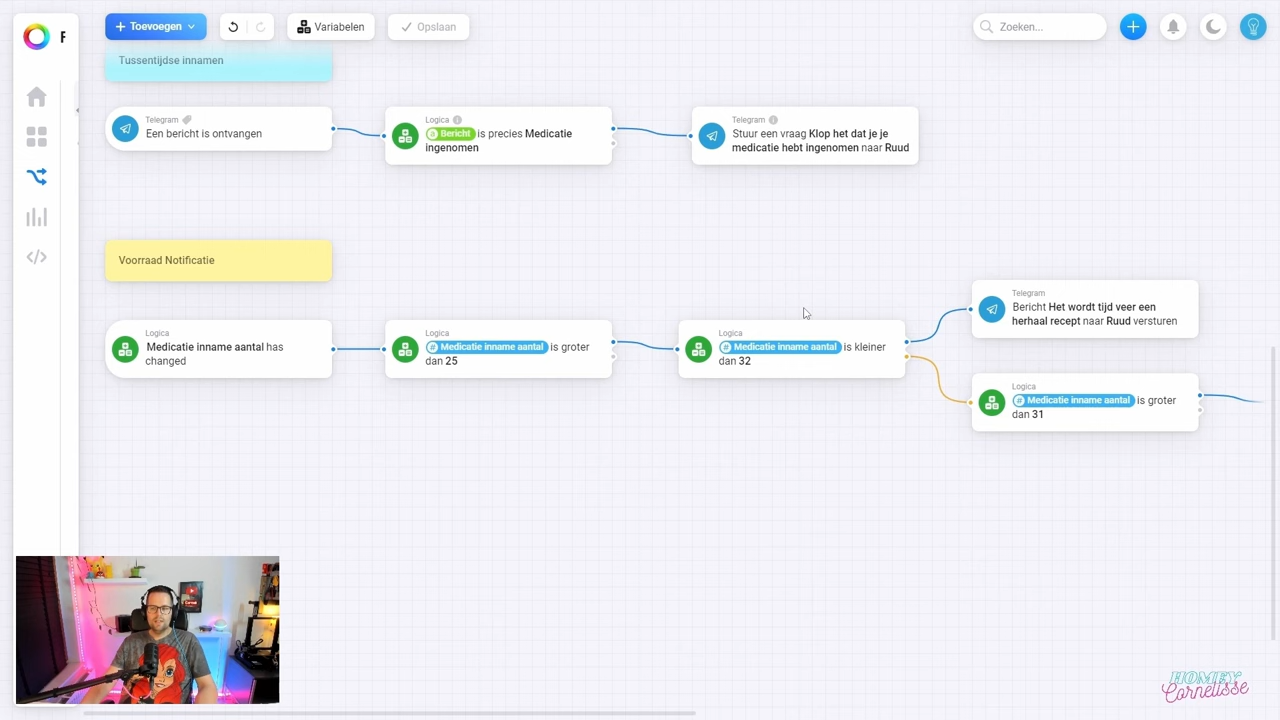 F
Toevoegen
Variabelen
Opslaan
Zoeken...
Tussentijdse innamen
Telegram
Een bericht is ontvangen
Logica
Bericht is precies Medicatie
ingenomen
Telegram
Stuur een vraag Klop het dat je je
medicatie hebt ingenomen naar Ruud
Voorraad Notificatie
Logica
Medicatie inname aantal has
changed
Logica
# Medicatie inname aantal is groter
dan 25
Logica
# Medicatie inname aantal is kleiner
dan 32
Telegram
Bericht Het wordt tijd veer een
herhaal recept naar Ruud versturen
Logica
# Medicatie inname aantal is groter
dan 31
HOMEY
Cornelisse